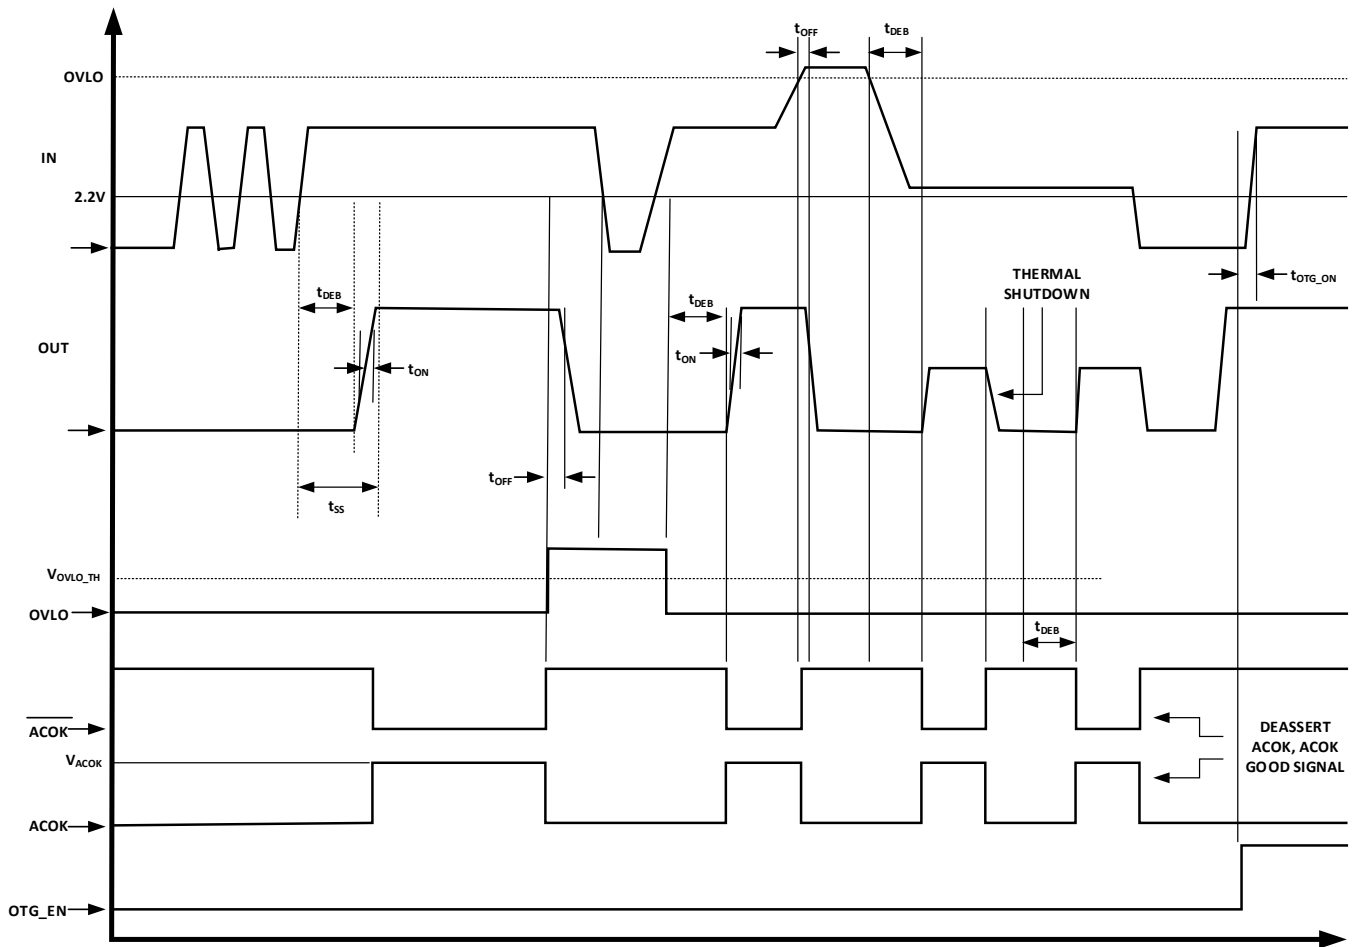 tOFF
tDEB
OVLO
IN
2.2V
THERMAL
SHUTDOWN
tOTG_ON
tDEB
tDEB
OUT
tON
tON
tOFF
tSS
VOVLO_TH
OVLO
tDEB
ACOK
DEASSERT
ACOK, ACOK
GOOD SIGNAL
VACOK
ACOK
OTG_EN